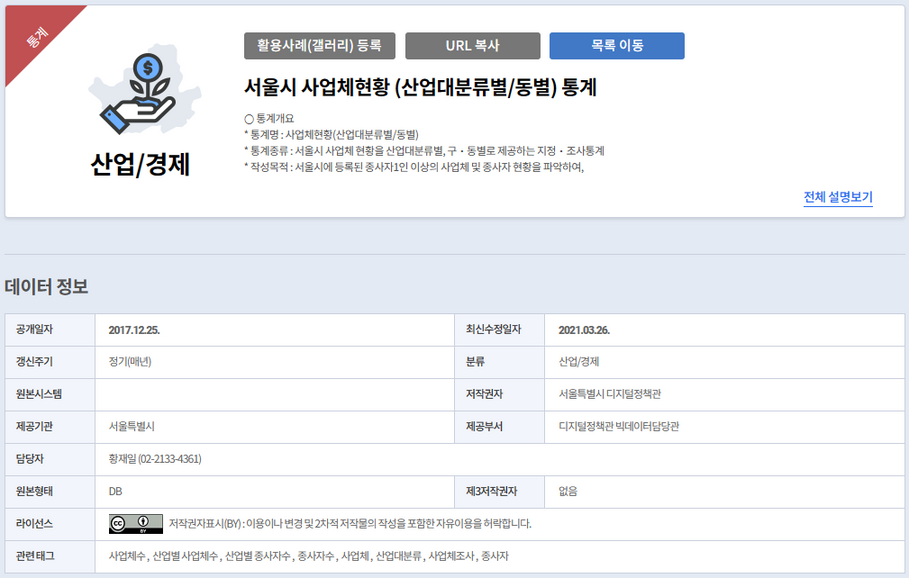 통계
활용사례(갤러리) 등록
URL 복사
목록 이동
서울시 사업체현황 (산업대분류별/동별) 통계
산업/경제
○ 통계개요
* 통계명 : 사업체현황(산업대분류별/동별)
* 통계종류 : 서울시 사업체 현황을 산업대분류별, 구・동별로 제공하는 지정・조사통계
* 작성목적 : 서울시에 등록된 종사자1인 이상의 사업체 및 종사자 현황을 파악하여,
전체 설명보기
데이터 정보
공개일자 2017.12.25. 최신수정일자 2021.03.26.
갱신주기 정기(매년) 분류 산업/경제
원본시스템 저작권자 서울특별시 디지털정책관
제공기관 서울특별시 제공부서 디지털정책관 빅데이터담당관
담당자 황재일 (02-2133-4361)
원본형태 DB 제3저작권자 없음
라이선스 cc BY 저작권자표시(BY) : 이용이나 변경 및 2차적 저작물의 작성을 포함한 자유이용을 허락합니다.
관련태그 사업체수, 산업별 사업체수, 산업별 종사자수, 종사자수, 사업체, 산업대분류, 사업체조사, 종사자